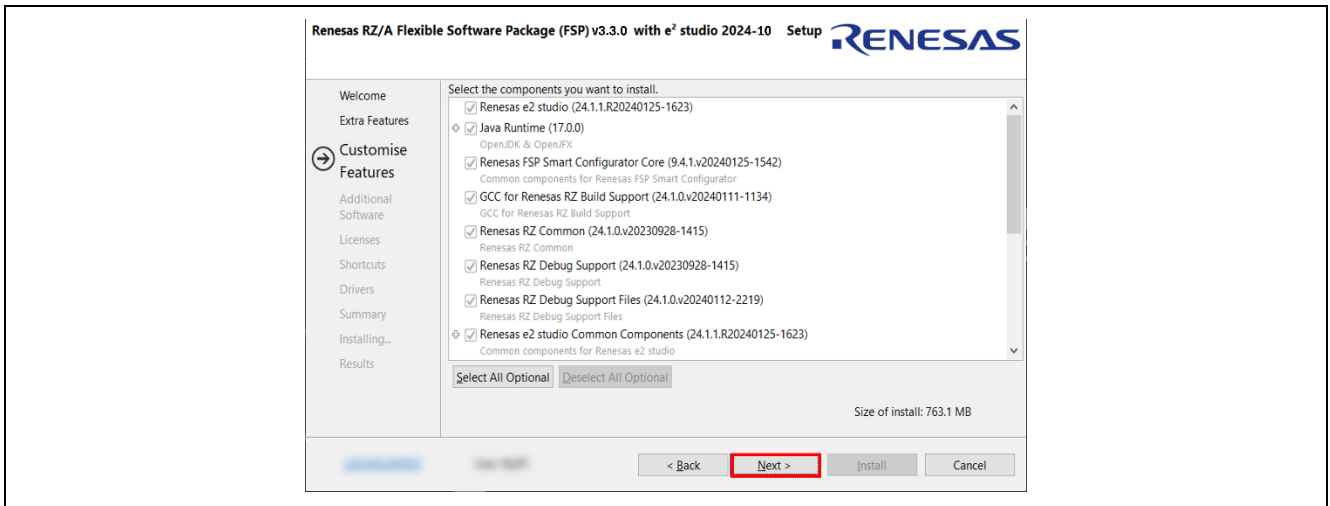 Renesas RZ/A Flexible Software Package (FSP) v3.3.0 with e² studio 2024-10 Setup
RENESAS
Welcome
Extra Features
Customise
Features
Additional
Software
Licenses
Shortcuts
Drivers
Summary
Installing...
Results
Select the components you want to install.
Renesas e2 studio (24.1.1.R20240125-1623)
Java Runtime (17.0.0)
OpenJDK & OpenJFX
Renesas FSP Smart Configurator Core (9.4.1.v20240125-1542)
Common components for Renesas FSP Smart Configurator
GCC for Renesas RZ Build Support (24.1.0.v20240111-1134)
GCC for Renesas RZ Build Support
Renesas RZ Common (24.1.0.v20230928-1415)
Renesas RZ Common
Renesas RZ Debug Support (24.1.0.v20230928-1415)
Renesas RZ Debug Support
Renesas RZ Debug Support Files (24.1.0.v20240112-2219)
Renesas RZ Debug Support Files
Renesas e2 studio Common Components (24.1.1.R20240125-1623)
Common components for Renesas e2 studio
Select All Optional Deselect All Optional
Size of install: 763.1 MB
< Back Next > Install Cancel